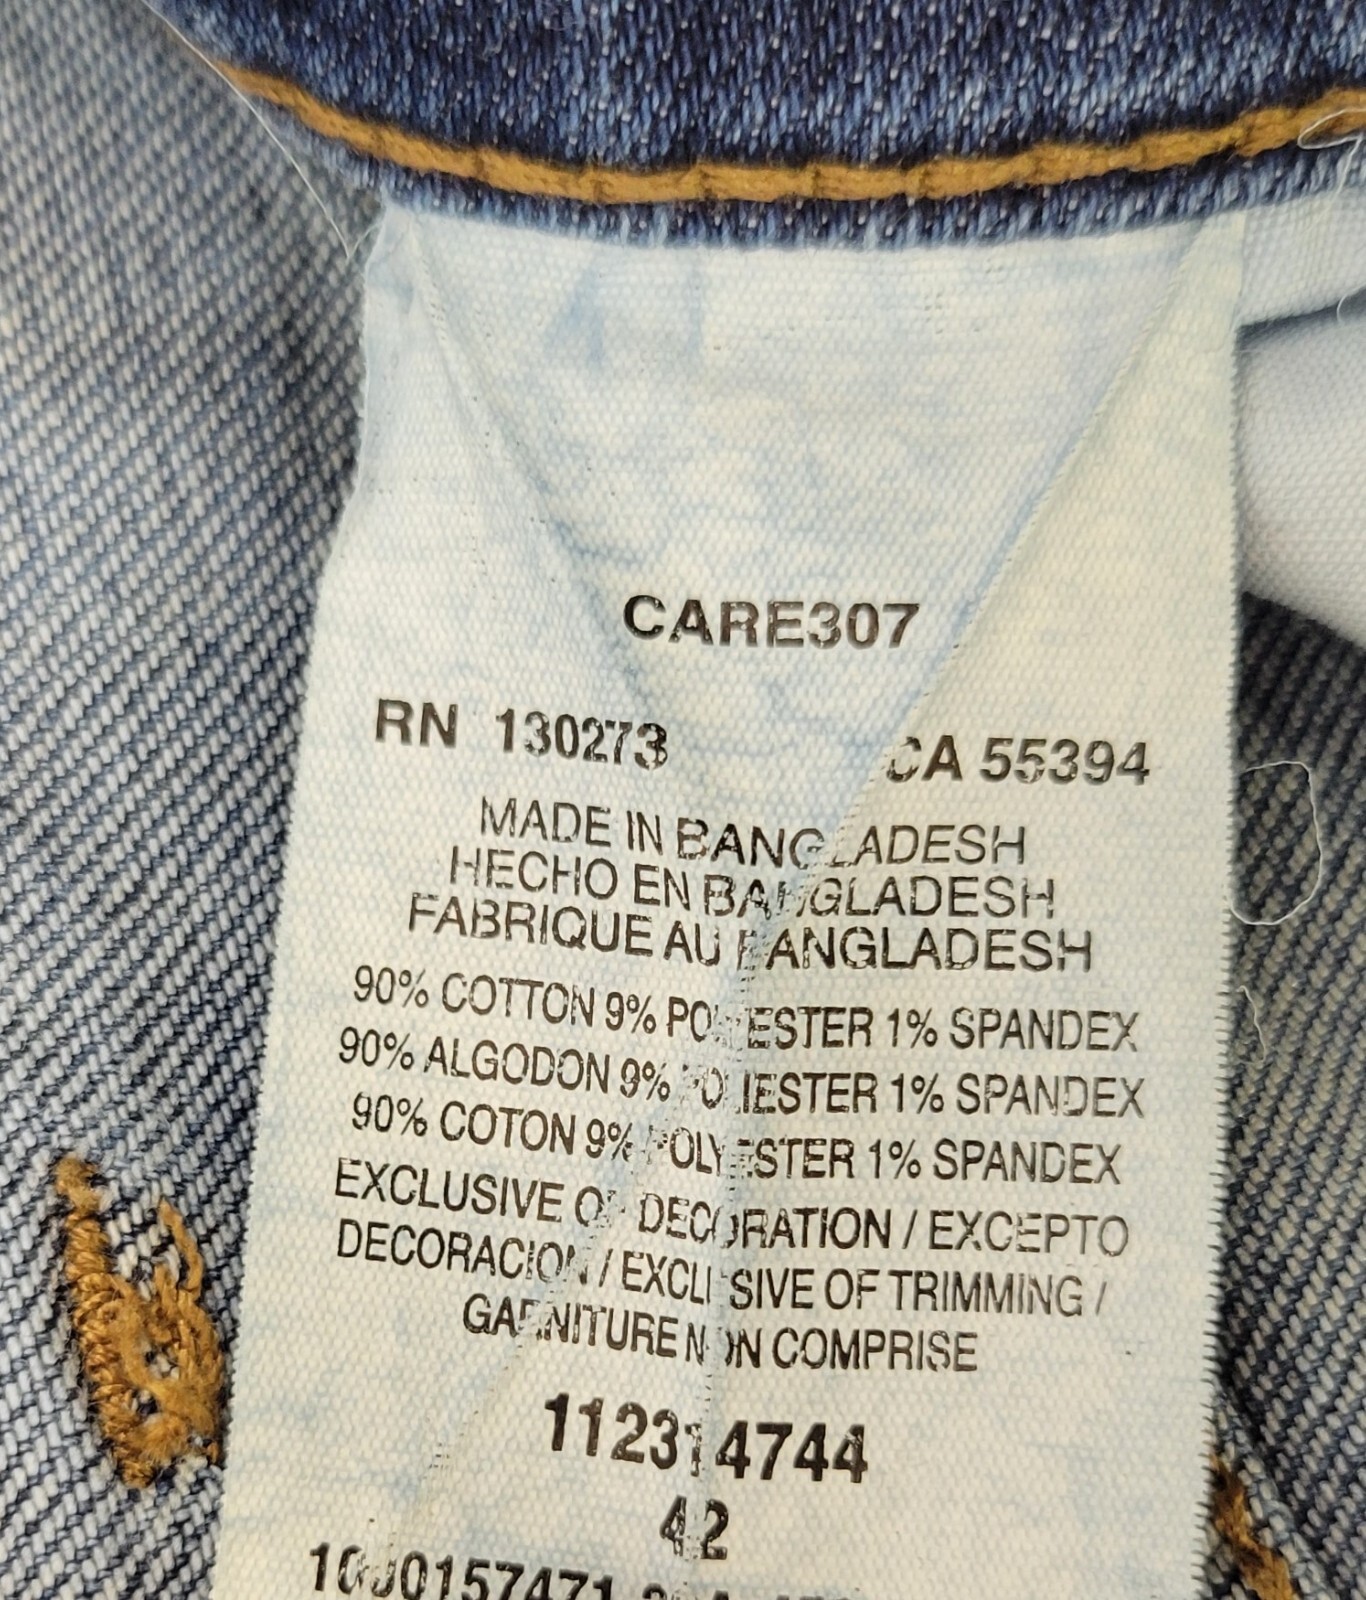 CARE307
RN 130273 CA 55394
MADE IN BANGLADESH
HECHO EN BANGLADESH
FABRIQUE AU BANGLADESH
90% COTTON 9% POLYESTER 1% SPANDEX
90% ALGODON 9% POLIESTER 1% SPANDEX
90% COTON 9% POLYESTER 1% SPANDEX
EXCLUSIVE OF DECORATION / EXCEPTO
DECORACION / EXCLUSIVE OF TRIMMING /
GARNITURE NON COMPRISE
112314744
42
1000157471